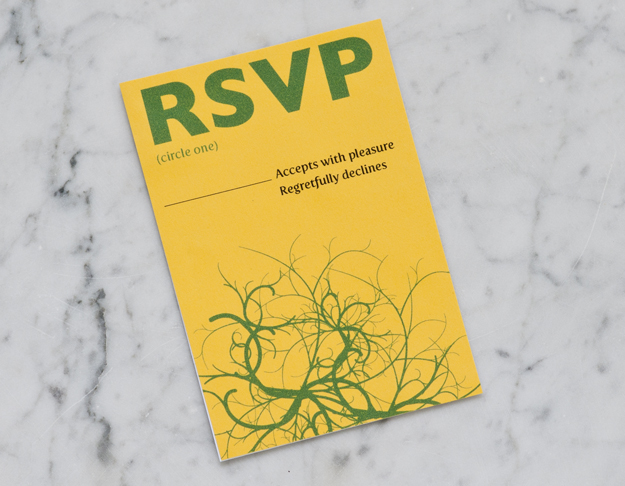 RSVP
(circle one)
Accepts with pleasure
Regretfully declines